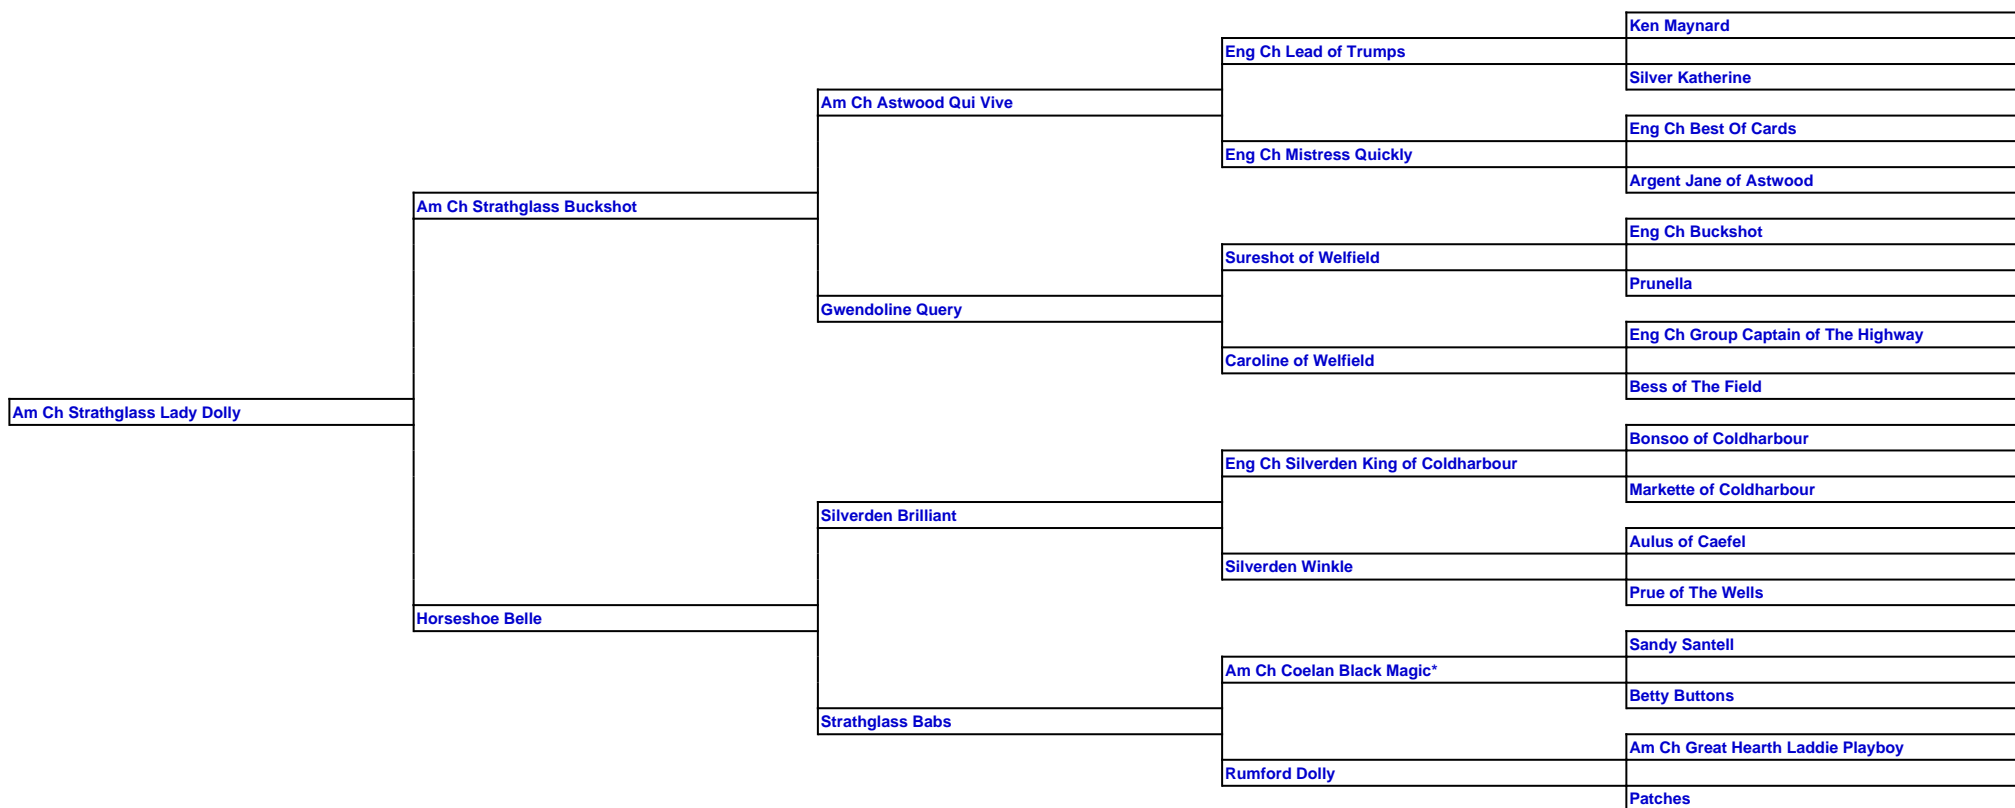 Ken Maynard
Eng Ch Lead of Trumps
Silver Katherine
Am Ch Astwood Qui Vive
Eng Ch Best Of Cards
Eng Ch Mistress Quickly
Argent Jane of Astwood
Am Ch Strathglass Buckshot
Eng Ch Buckshot
Sureshot of Welfield
Prunella
Gwendoline Query
Eng Ch Group Captain of The Highway
Caroline of Welfield
Bess of The Field
Am Ch Strathglass Lady Dolly
Bonsoo of Coldharbour
Eng Ch Silverden King of Coldharbour
Markette of Coldharbour
Silverden Brilliant
Aulus of Caefel
Silverden Winkle
Prue of The Wells
Horseshoe Belle
Sandy Santell
Am Ch Coelan Black Magic*
Betty Buttons
Strathglass Babs
Am Ch Great Hearth Laddie Playboy
Rumford Dolly
Patches